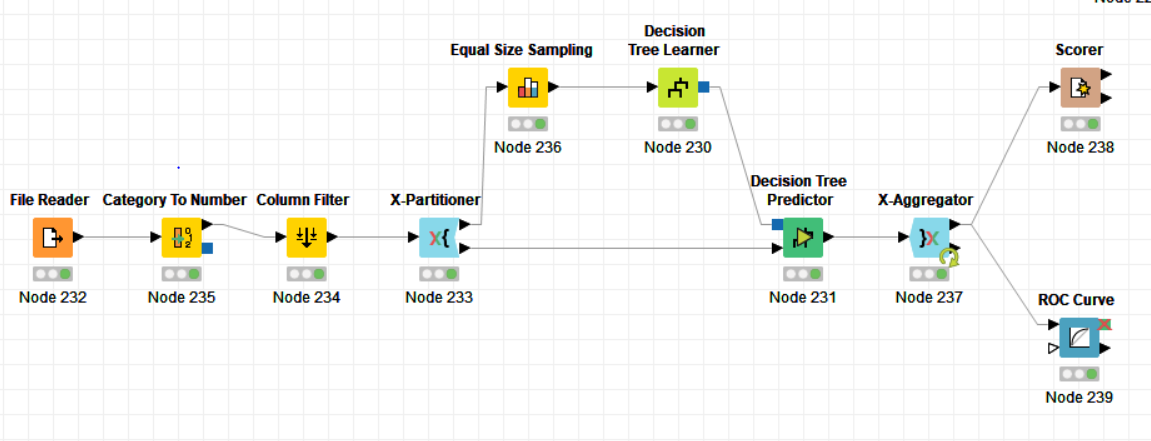 Decision
Equal Size Sampling Tree Learner Scorer
Node 236 Node 230 Node 238
Decision Tree
File Reader Category To Number Column Filter X-Partitioner Predictor X-Aggregator
Node 232 Node 235 Node 234 Node 233 Node 231 Node 237
ROC Curve
Node 239